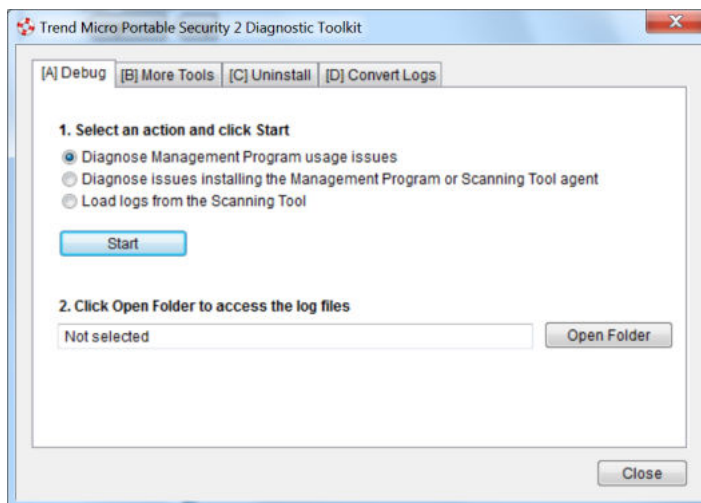 Trend Micro Portable Security 2 Diagnostic Toolkit
[A] Debug [B] More Tools [C] Uninstall [D] Convert Logs
1. Select an action and click Start
Diagnose Management Program usage issues
Diagnose issues installing the Management Program or Scanning Tool agent
Load logs from the Scanning Tool
Start
2. Click Open Folder to access the log files
Not selected Open Folder
Close